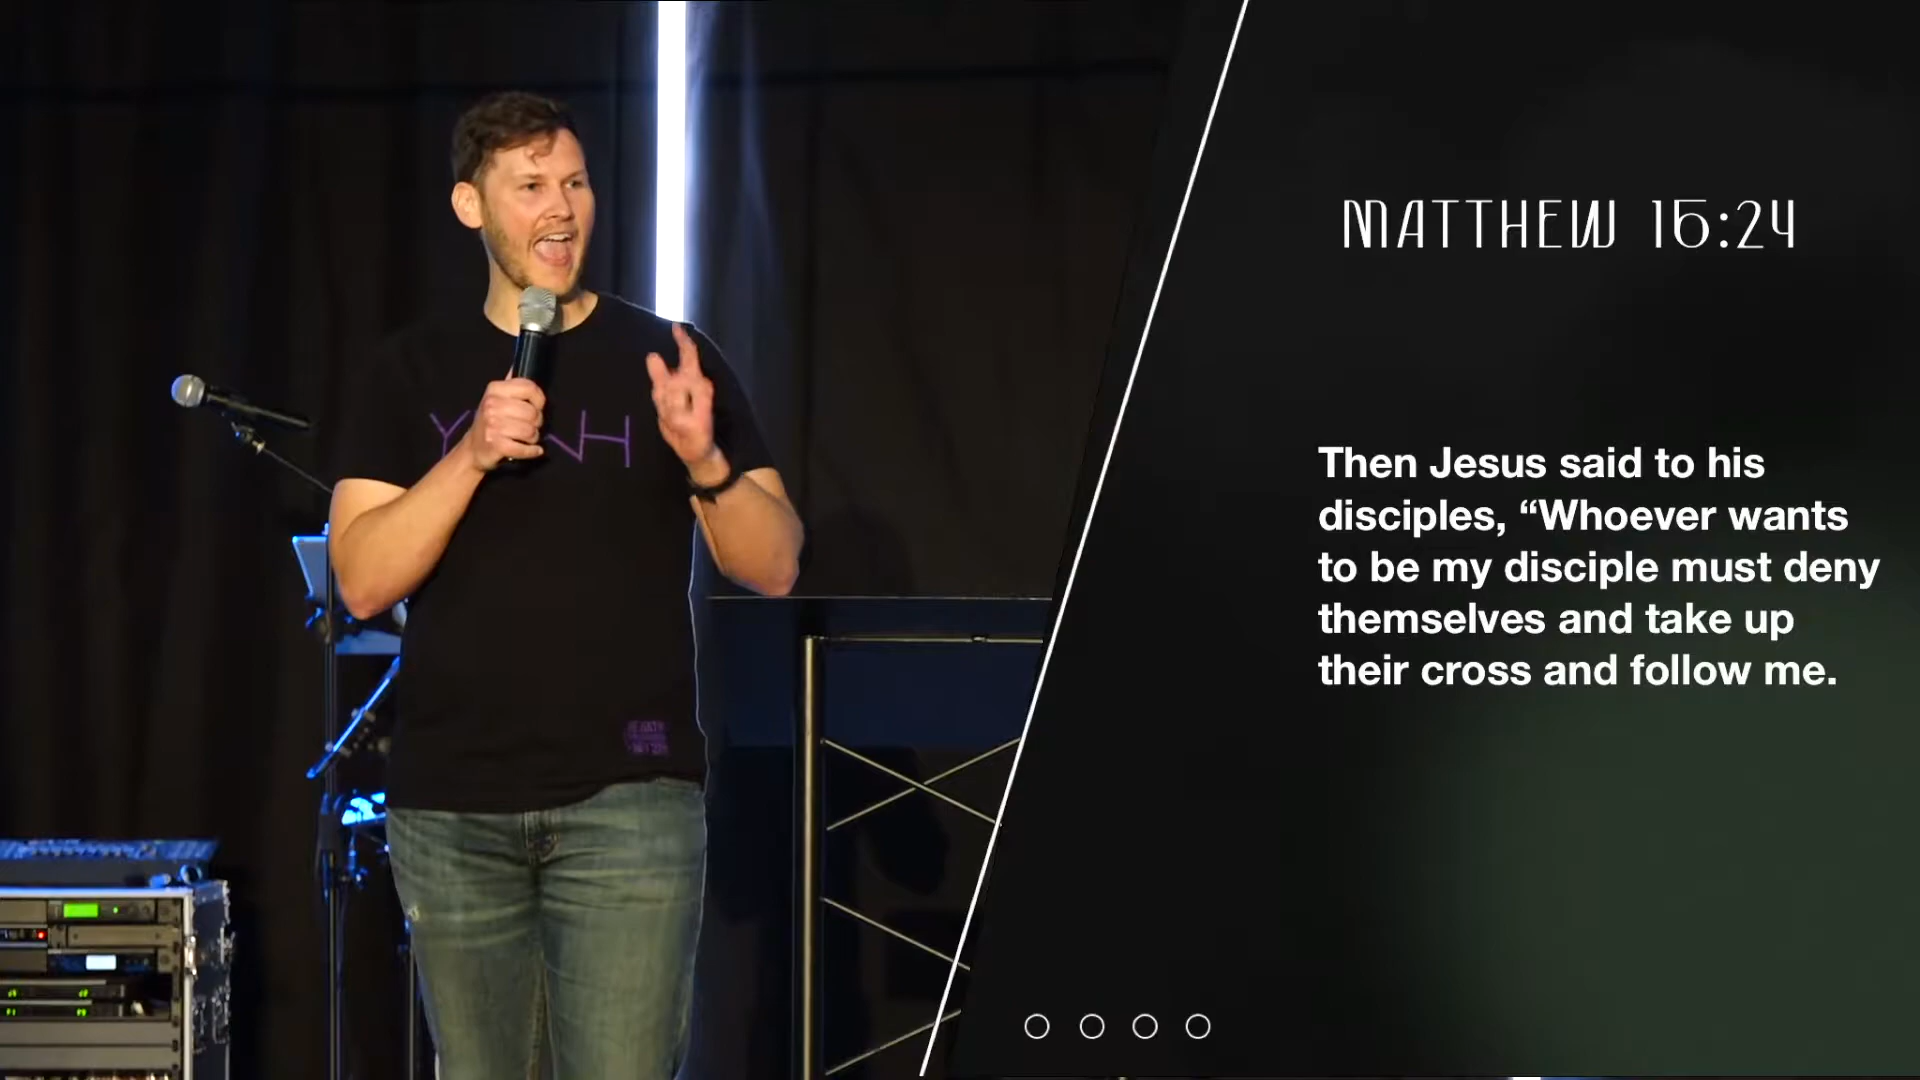 MATTHEW 16:24
Then Jesus said to his
disciples, “Whoever wants
to be my disciple must deny
themselves and take up
their cross and follow me.